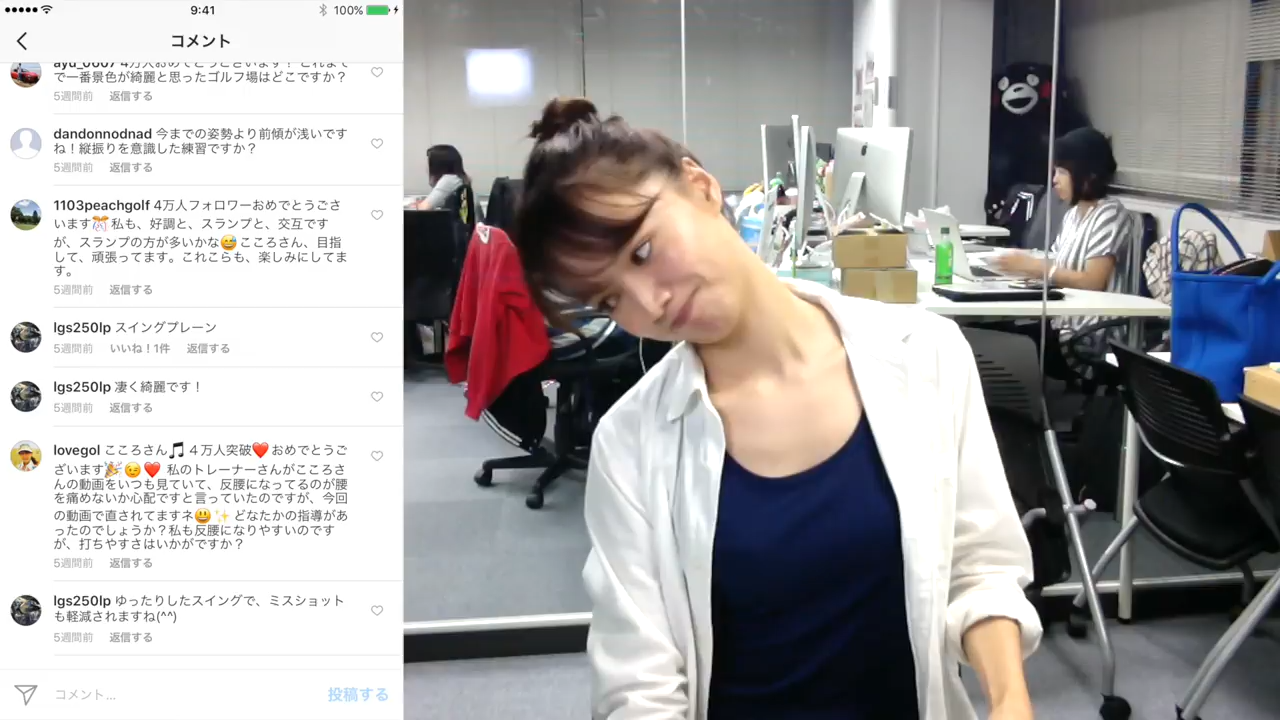 9:41
100%
コメント
ayu_0007 4万人おめでとうございます！これまで
で一番景色が綺麗と思ったゴルフ場はどこですか？
5週間前 返信する
dandonnodnad 今までの姿勢より前傾が浅いです
ね！縦振りを意識した練習ですか？
5週間前 返信する
1103peachgolf 4万人フォロワーおめでとうござ
います🎊私も、好調と、スランプと、交互です
が、スランプの方が多いかな😅こころさん、目指
して、頑張ってます。これこらも、楽しみにしてま
す。
5週間前 返信する
lgs250lp スイングプレーン
5週間前 いいね！1件 返信する
lgs250lp 凄く綺麗です！
5週間前 返信する
lovegol こころさん🎵４万人突破❤️おめでとうご
ざいます🎉😉❤️ 私のトレーナーさんがこころさ
んの動画をいつも見ていて、反腰になってるのが腰
を痛めないか心配ですと言っていたのですが、今回
の動画で直されてますネ😃✨ どなたかの指導があ
ったのでしょうか？私も反腰になりやすいのです
が、打ちやすさはいかがですか？
5週間前 返信する
lgs250lp ゆったりしたスイングで、ミスショット
も軽減されますね(^^)
5週間前 返信する
コメント...
投稿する